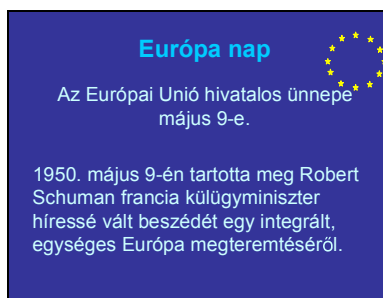 Európa nap
Az Európai Unió hivatalos ünnepe
május 9-e.
1950. május 9-én tartotta meg Robert
Schuman francia külügyminiszter
híressé vált beszédét egy integrált,
egységes Európa megteremtéséről.